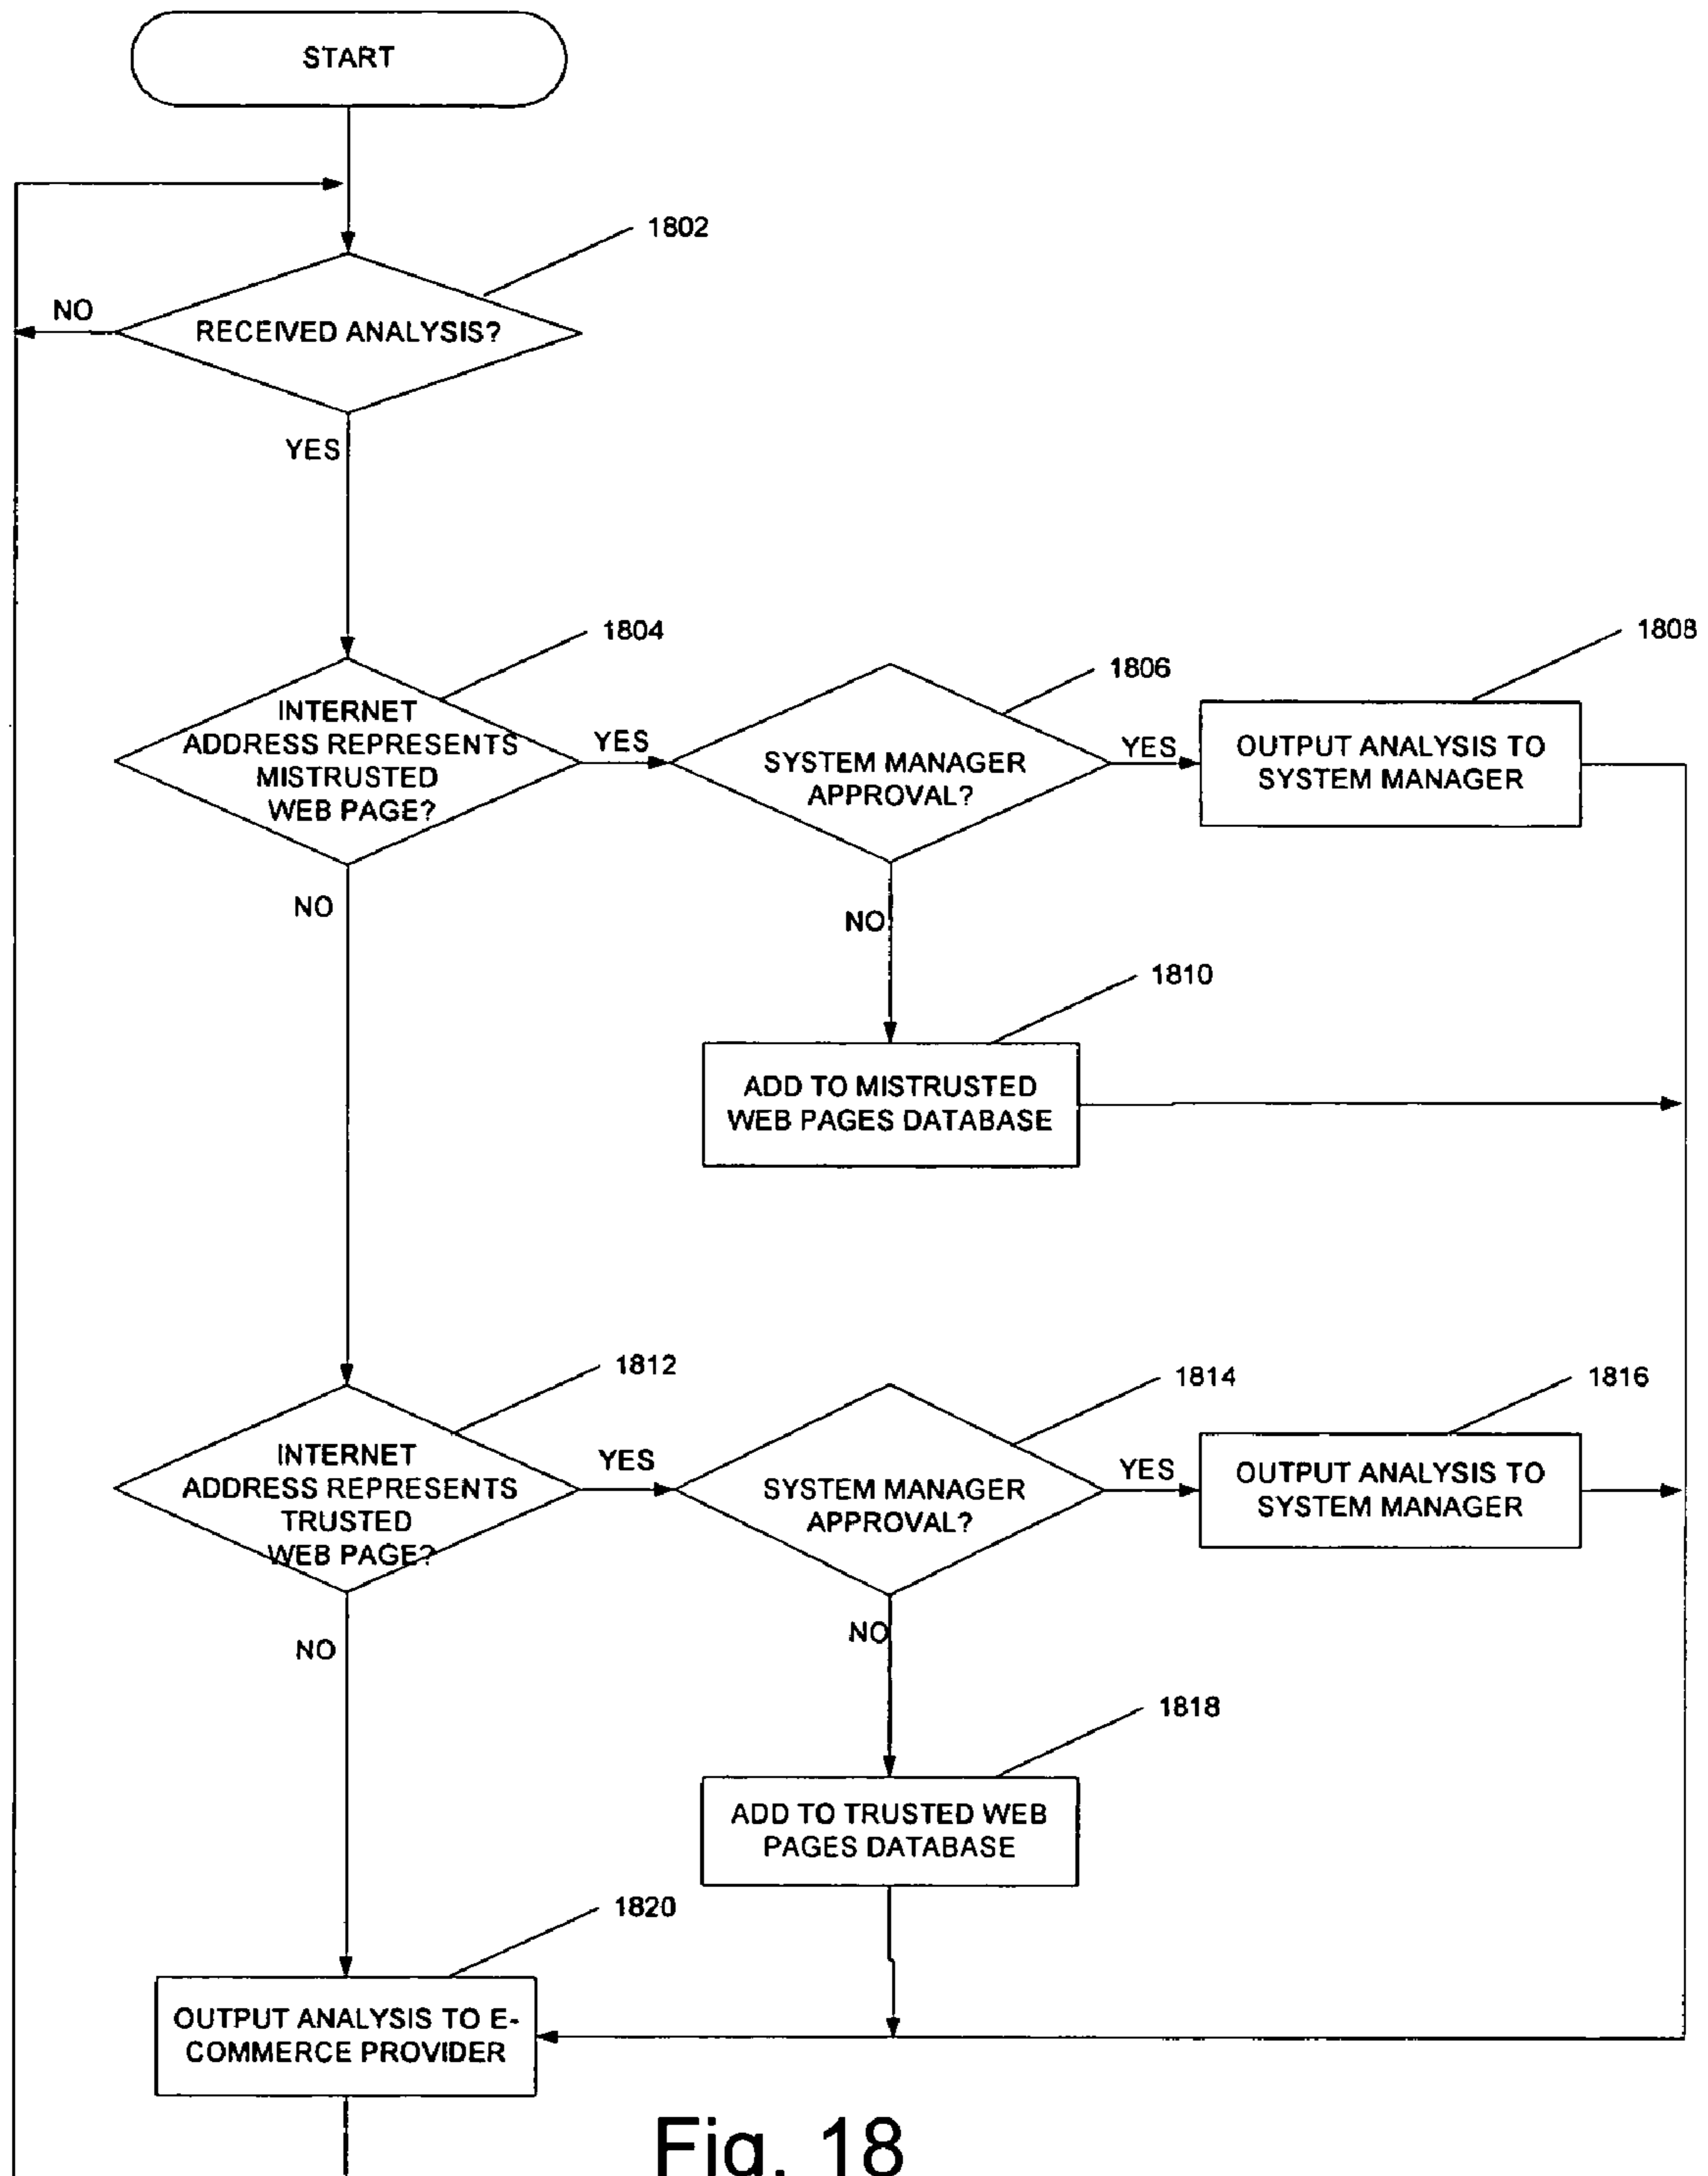 START
1802
NO
RECEIVED ANALYSIS?
YES
1804
1806
1808
INTERNET
ADDRESS REPRESENTS
MISTRUSTED
WEB PAGE?
YES
SYSTEM MANAGER
APPROVAL?
YES
OUTPUT ANALYSIS TO
SYSTEM MANAGER
NO
NO
1810
ADD TO MISTRUSTED
WEB PAGES DATABASE
1812
1814
1816
INTERNET
ADDRESS REPRESENTS
TRUSTED
WEB PAGE?
YES
SYSTEM MANAGER
APPROVAL?
YES
OUTPUT ANALYSIS TO
SYSTEM MANAGER
NO
NO
1818
ADD TO TRUSTED WEB
PAGES DATABASE
1820
OUTPUT ANALYSIS TO E-
COMMERCE PROVIDER
Fig. 18